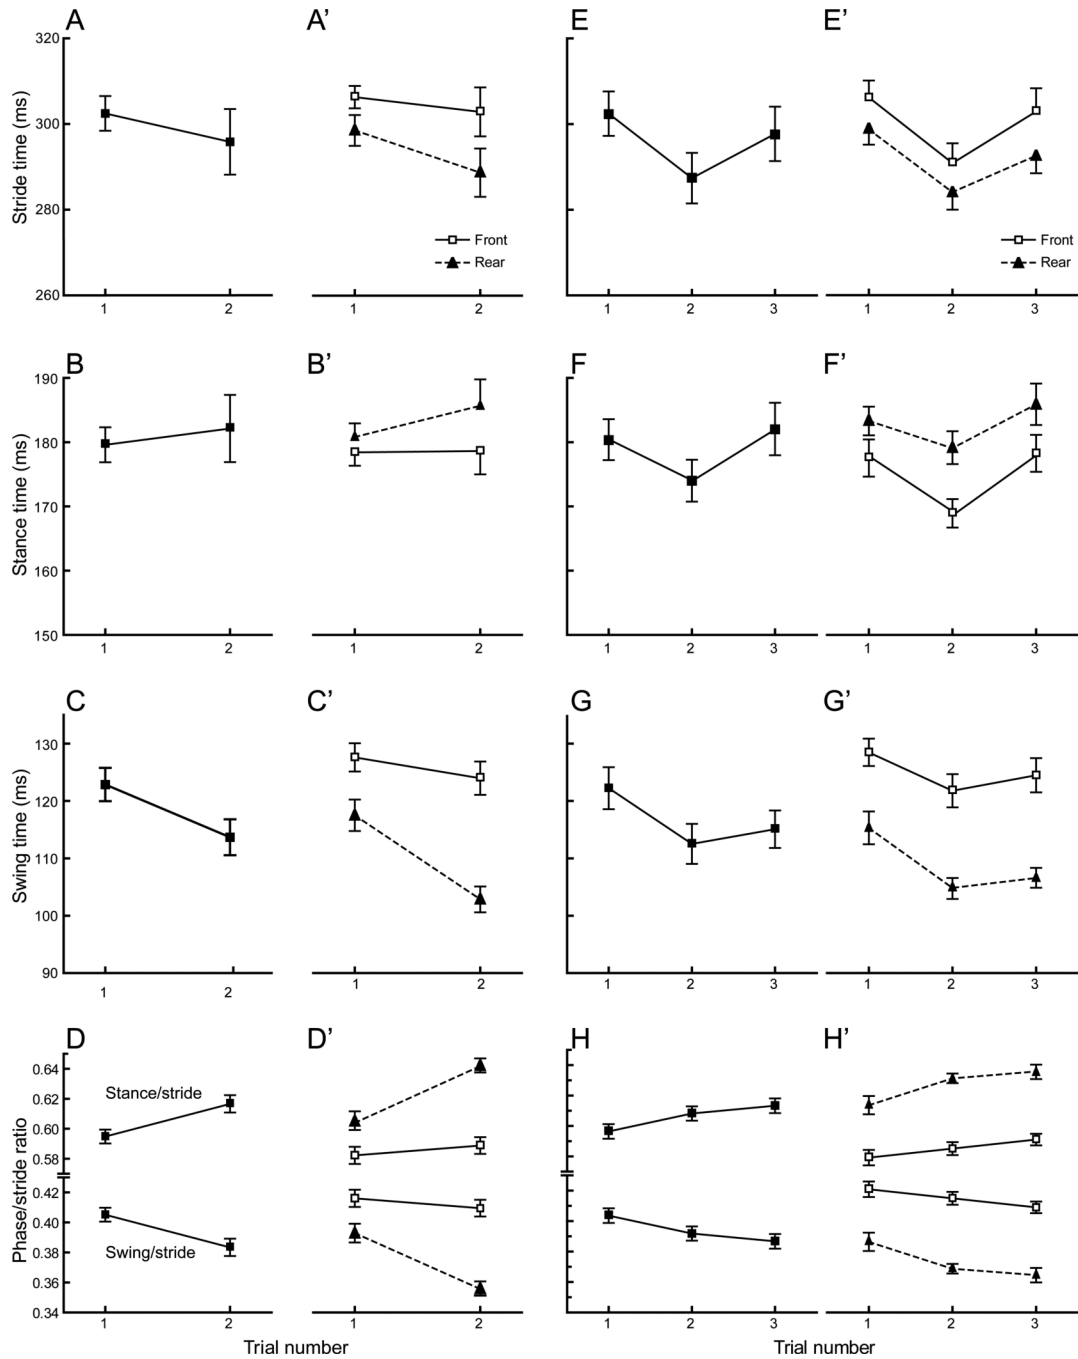 A A’ E E’
Stride time (ms)
320
300
280
260
Front
Rear
Front
Rear
1 2 1 2 1 2 3 1 2 3
B B’ F F’
Stance time (ms)
190
180
170
160
150
1 2 1 2 1 2 3 1 2 3
C C’ G G’
Swing time (ms)
130
120
110
100
90
1 2 1 2 1 2 3 1 2 3
D D’ H H’
Phase/stride ratio
0.64
0.62
0.60
0.58
0.42
0.40
0.38
0.36
0.34
Stance/stride
Swing/stride
1 2 1 2 1 2 3 1 2 3
Trial number Trial number